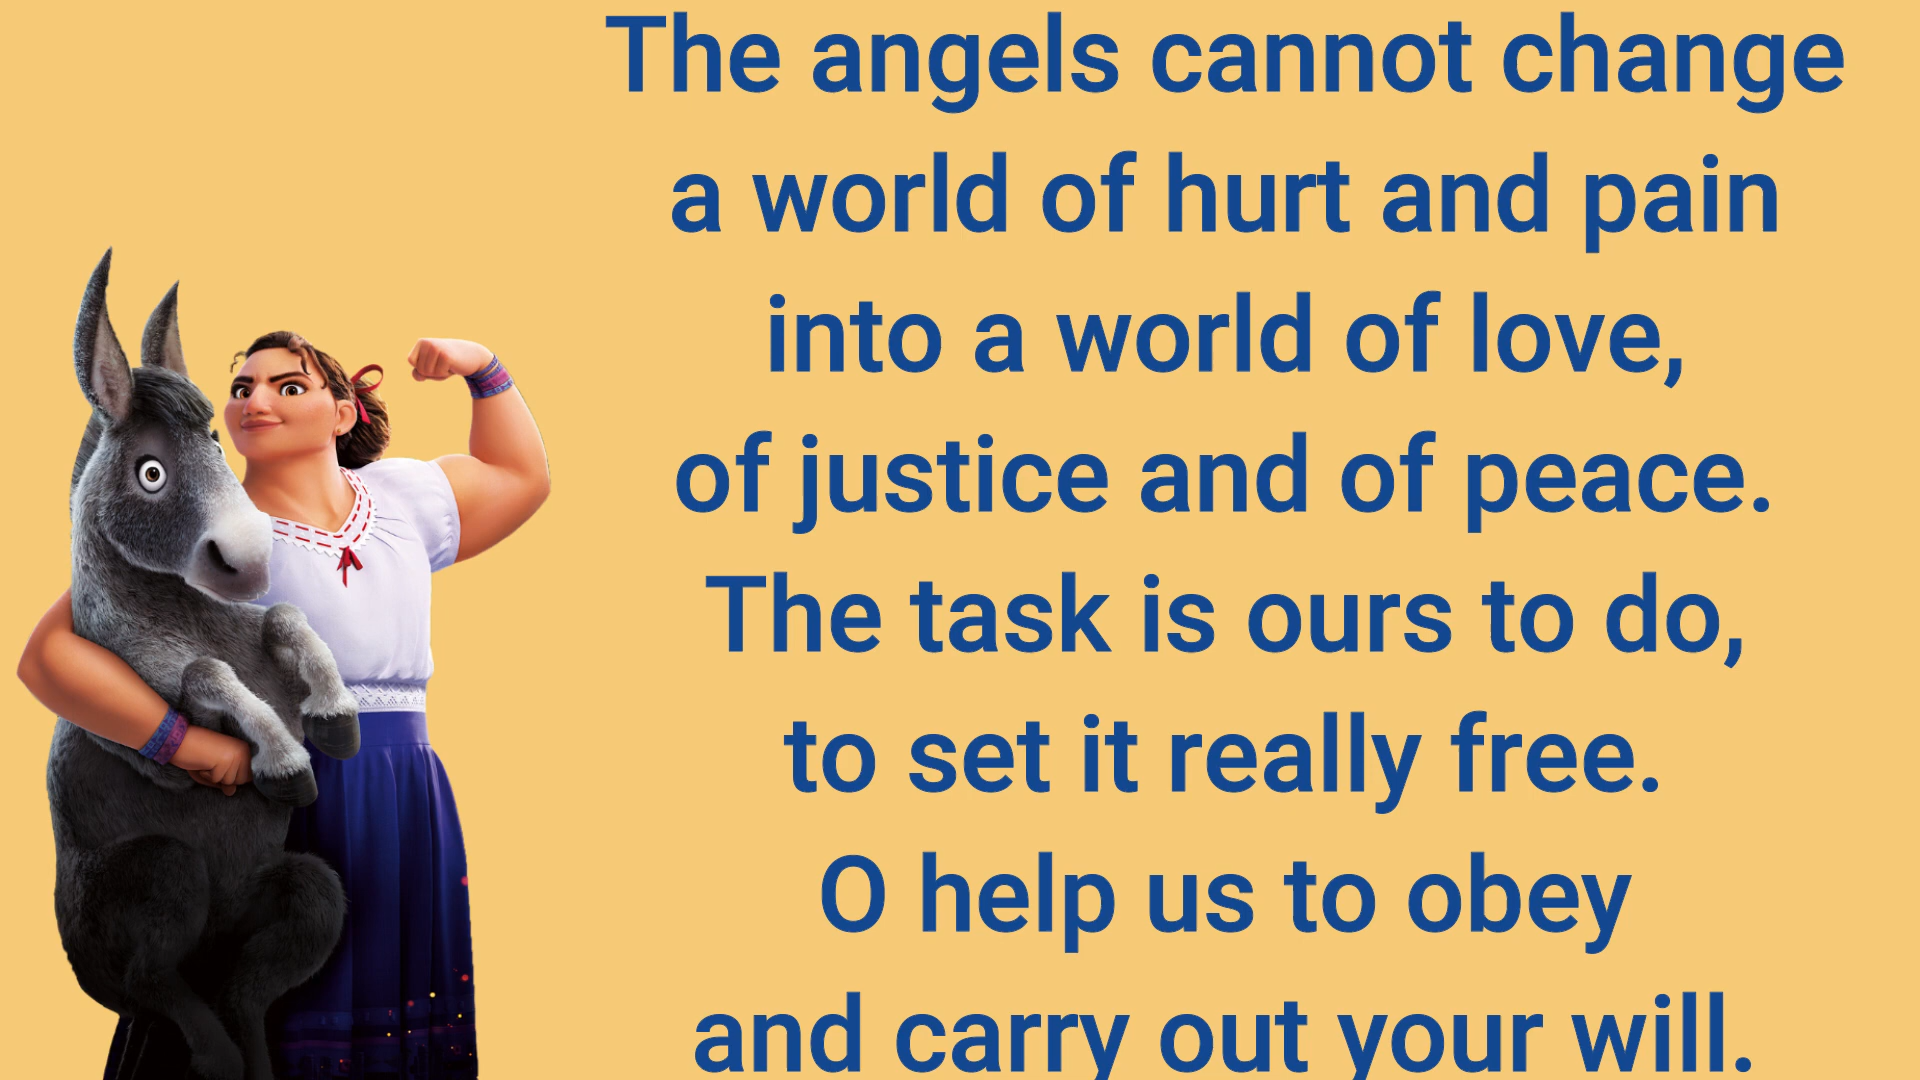 The angels cannot change
a world of hurt and pain
into a world of love,
of justice and of peace.
The task is ours to do,
to set it really free.
O help us to obey
and carry out your will.